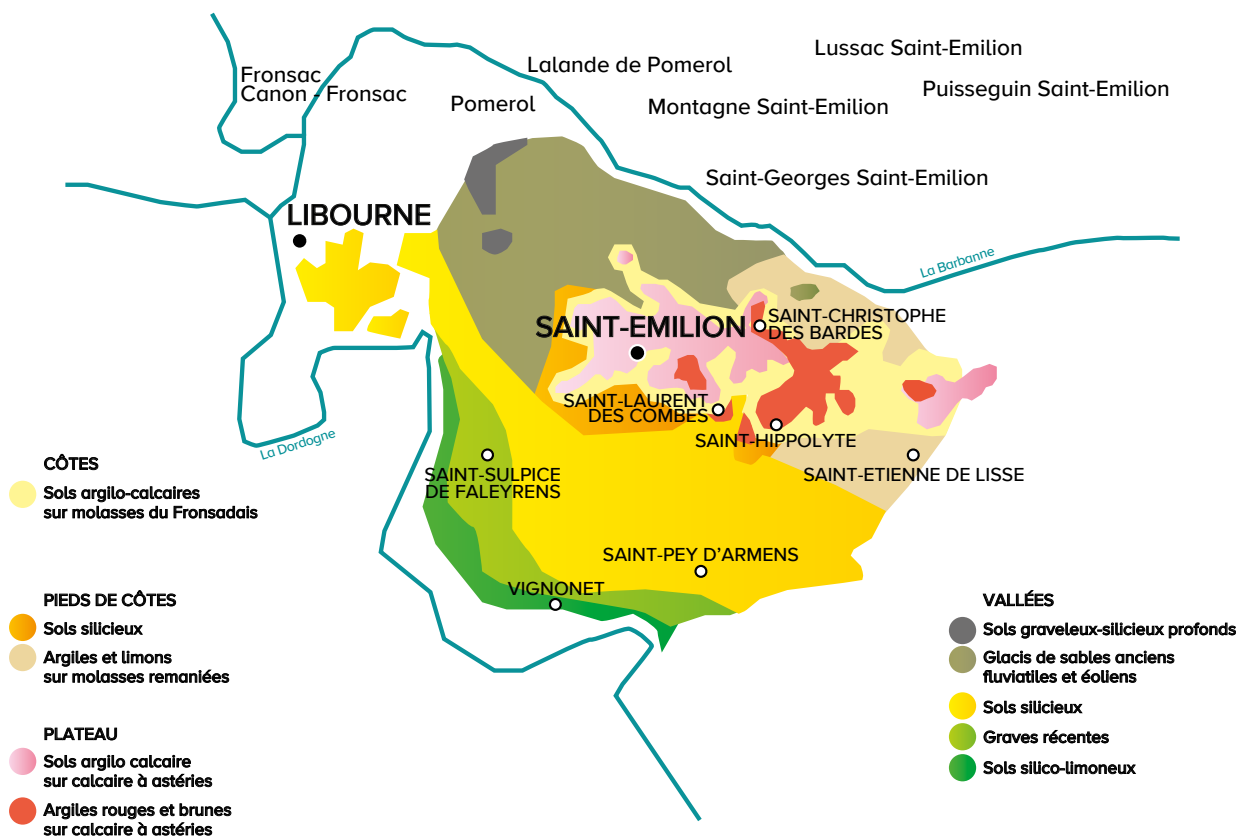 Fronsac
Canon - Fronsac
Pomerol
Lalande de Pomerol
Lussac Saint-Emilion
Puisseguin Saint-Emilion
Montagne Saint-Emilion
Saint-Georges Saint-Emilion
LIBOURNE
La Barbanne
SAINT-EMILION
SAINT-CHRISTOPHE
DES BARDES
SAINT-LAURENT
DES COMBES
SAINT-HIPPOLYTE
SAINT-ETIENNE DE LISSE
La Dordogne
SAINT-SULPICE
DE FALEYRENS
SAINT-PEY D'ARMENS
VIGNONET
CÔTES
Sols argilo-calcaires
sur molasses du Fronsadais
PIEDS DE CÔTES
Sols silicieux
Argiles et limons
sur molasses remaniées
PLATEAU
Sols argilo calcaire
sur calcaire à astéries
Argiles rouges et brunes
sur calcaire à astéries
VALLÉES
Sols graveleux-silicieux profonds
Glacis de sables anciens
fluviatiles et éoliens
Sols silicieux
Graves récentes
Sols silico-limoneux